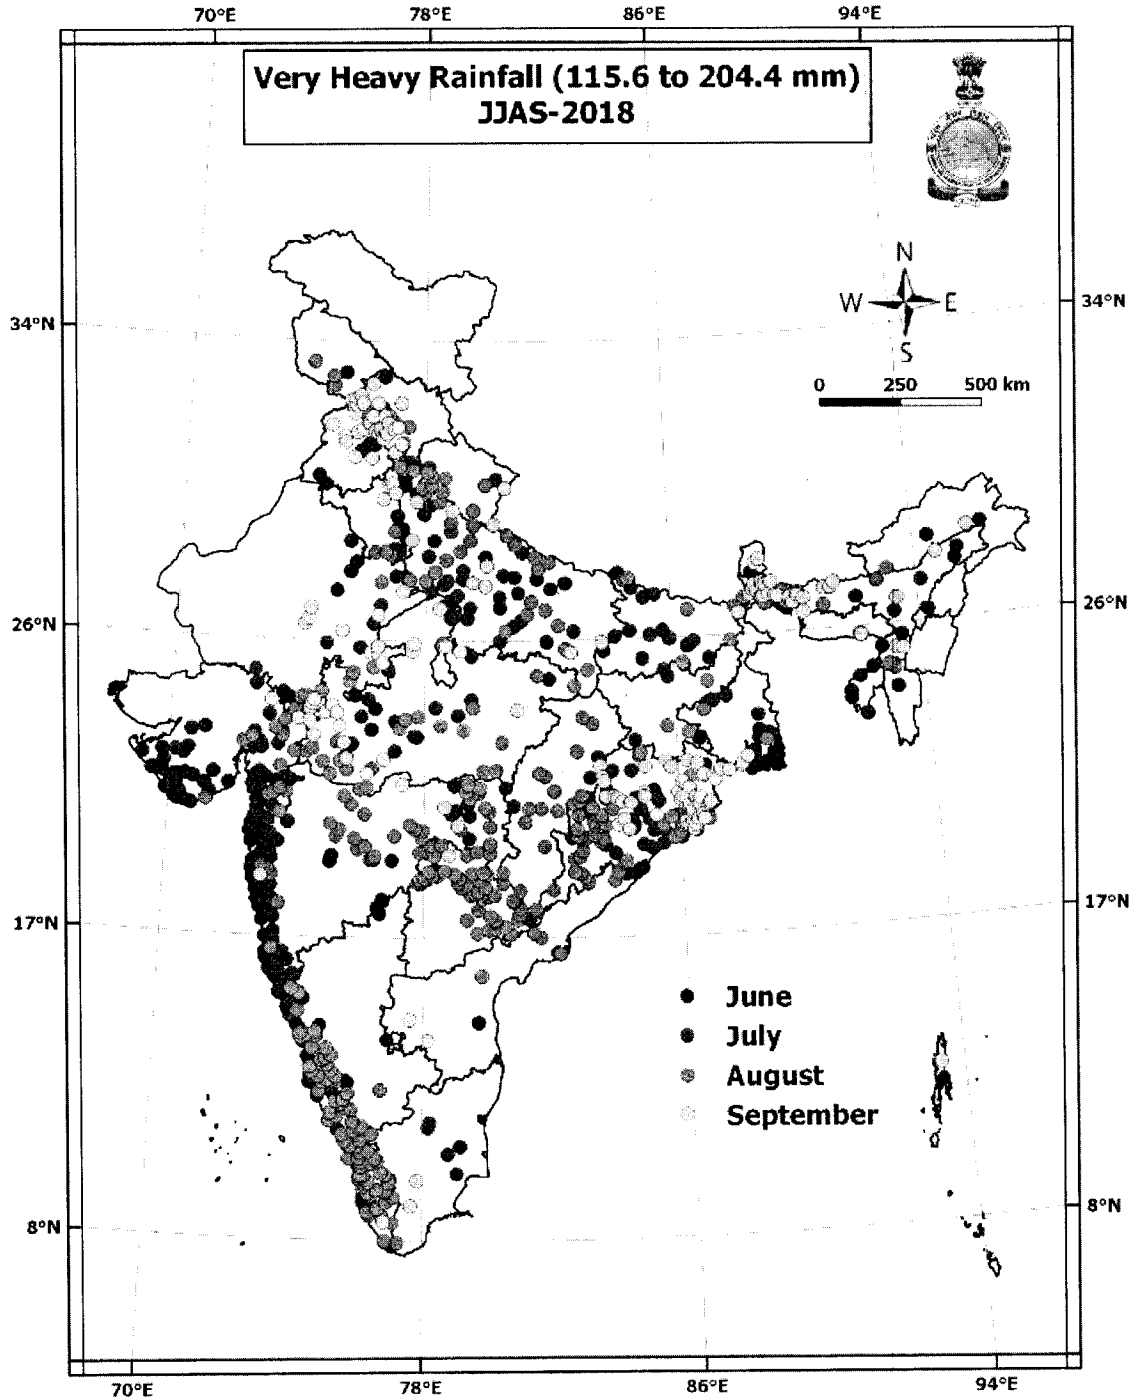 70°E 78°E 86°E 94°E
Very Heavy Rainfall (115.6 to 204.4 mm)
JJAS-2018
N
W E
S
34°N 34°N
0 250 500 km
26°N 26°N
17°N 17°N
June
July
August
September
8°N 8°N
70°E 78°E 86°E 94°E